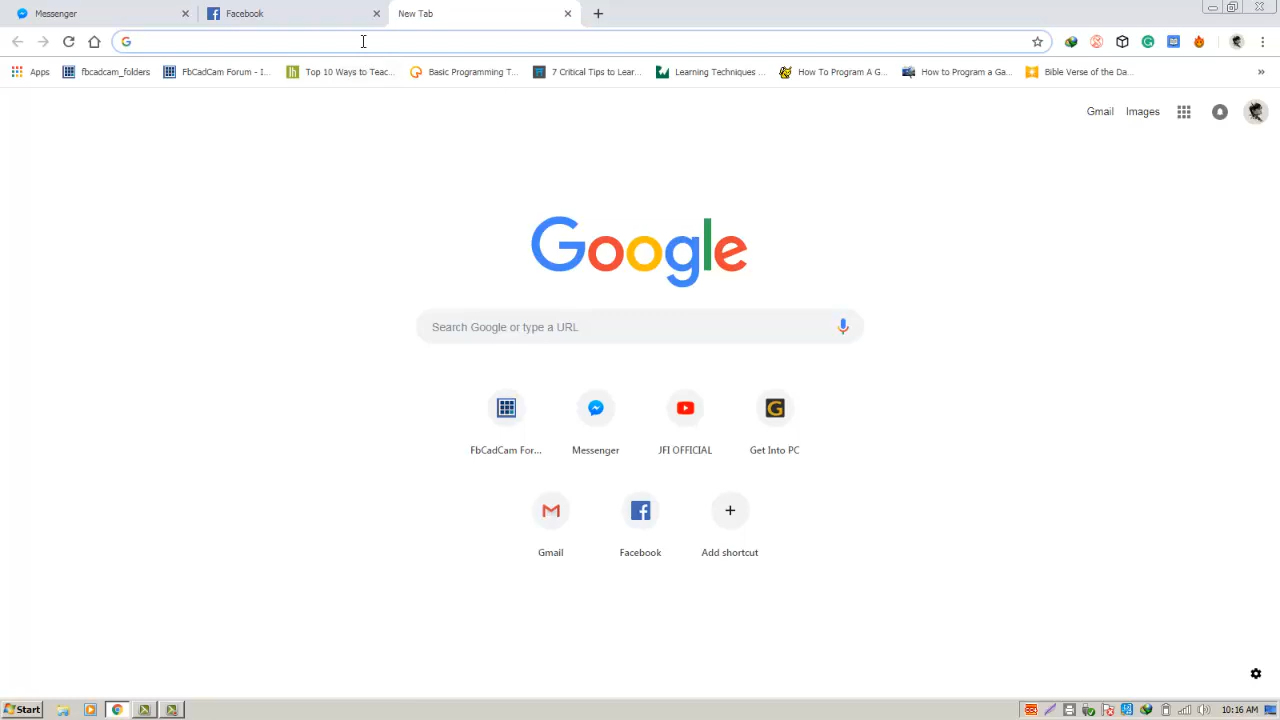 Messenger
Facebook
New Tab
Apps
fbcadcam_folders
FbCadCam Forum - I...
Top 10 Ways to Teac...
Basic Programming T...
7 Critical Tips to Lear...
Learning Techniques ...
How To Program A G...
How to Program a Ga...
Bible Verse of the Da...
Gmail Images
Google
Search Google or type a URL
FbCadCam For...
Messenger
JFI OFFICIAL
Get Into PC
Gmail
Facebook
Add shortcut
Start
10:16 AM